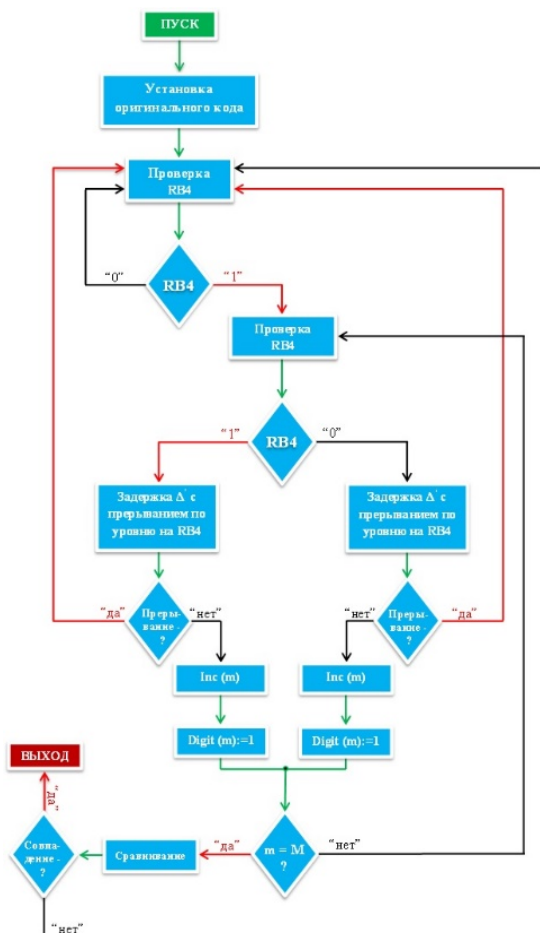 ПУСК
Установка
оригинального кода
Проверка
RB4
“0”
RB4
“1”
Проверка
RB4
“1”
RB4
“0”
Задержка Δ' с
прерыванием по
уровню на RB4
Задержка Δ' с
прерыванием по
уровню на RB4
“да”
Преры-
вание -
?
“нет”
“нет”
Преры-
вание -
?
“да”
Inc (m)
Inc (m)
Digit (m):=1
Digit (m):=1
ВЫХОД
“да”
Совпа-
дение -
?
Сравнивание
“да”
m = M
?
“нет”
“нет”